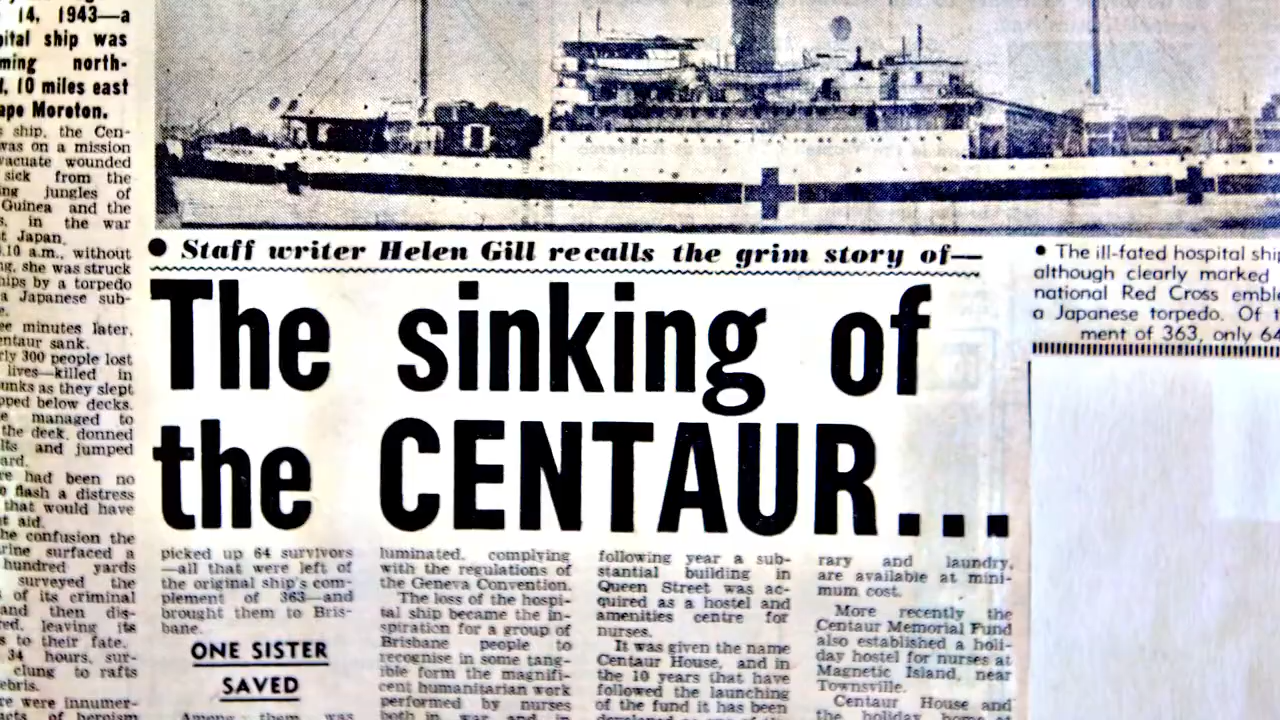 14, 1943—a
pital ship was
ming north-
10 miles east
ape Moreton.
ship, the Cen-
was on a mission
vacuate wounded
sick from the
ing jungles of
Guinea and the
in the war
t Japan.
.10 a.m., without
ng, she was struck
hips by a torpedo
a Japanese sub-
e.
ee minutes later,
entaur sank.
rly 300 people lost
lives—killed in
unks as they slept
pped below decks.
e managed to
the deck, donned
lts and jumped
ard.
re had been no
o flash a distress
that would have
t aid.
he confusion the
rine surfaced a
hundred yards
surveyed the
of its criminal
and then dis-
red, leaving its
s to their fate.
34 hours, sur-
clung to rafts
ebris.
re were innumer-
acts of heroism
● Staff writer Helen Gill recalls the grim story of—
The sinking of
the CENTAUR...
● The ill-fated hospital ship
although clearly marked
national Red Cross emble
a Japanese torpedo. Of t
ment of 363, only 64
picked up 64 survivors
—all that were left of
the original ship's com-
plement of 363—and
brought them to Bris-
bane.
ONE SISTER
SAVED
Among them was
luminated, complying
with the regulations of
the Geneva Convention.
The loss of the hospi-
tal ship became the in-
spiration for a group of
Brisbane people to
recognise in some tang-
ible form the magnifi-
cent humanitarian work
performed by nurses
both in war and in
following year a sub-
stantial building in
Queen Street was ac-
quired as a hostel and
amenities centre for
nurses.
It was given the name
Centaur House, and in
the 10 years that have
followed the launching
of the fund it has been
developed as one of the
rary and laundry,
are available at mini-
mum cost.
More recently the
Centaur Memorial Fund
also established a holi-
day hostel for nurses at
Magnetic Island, near
Townsville.
Centaur House and
the holiday home at